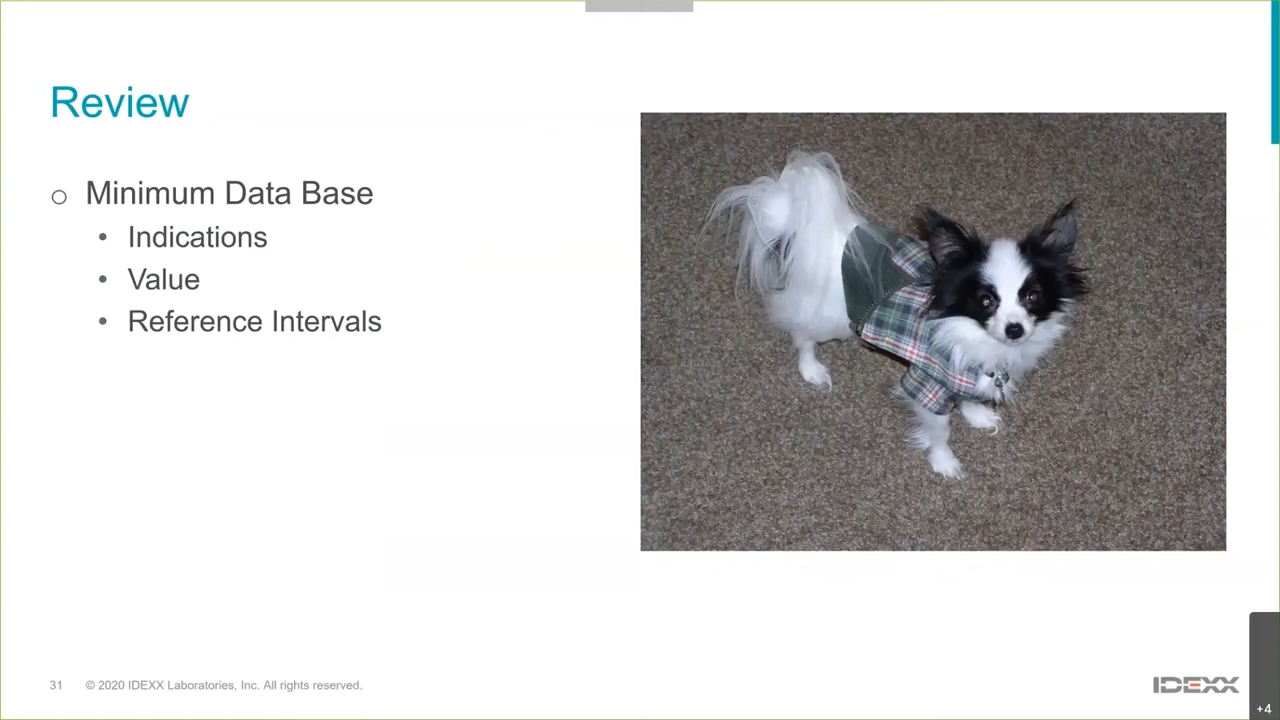 Review
Minimum Data Base
Indications
Value
Reference Intervals
31 © 2020 IDEXX Laboratories, Inc. All rights reserved.
IDEXX
+4